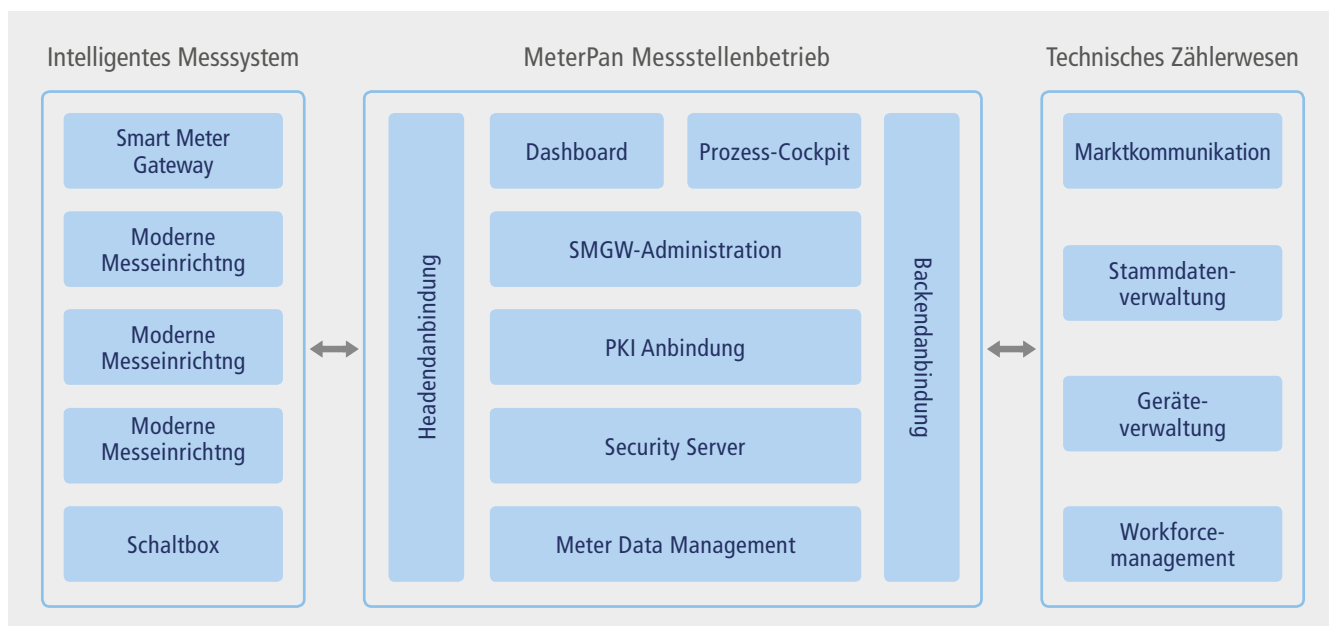 Intelligentes Messsystem
Smart Meter
Gateway
Moderne
Messeinrichtng
Moderne
Messeinrichtng
Moderne
Messeinrichtng
Schaltbox
MeterPan Messstellenbetrieb
Headendanbindung
Dashboard
Prozess-Cockpit
SMGW-Administration
PKI Anbindung
Security Server
Meter Data Management
Backendanbindung
Technisches Zählerwesen
Marktkommunikation
Stammdaten-
verwaltung
Geräte-
verwaltung
Workforce-
management